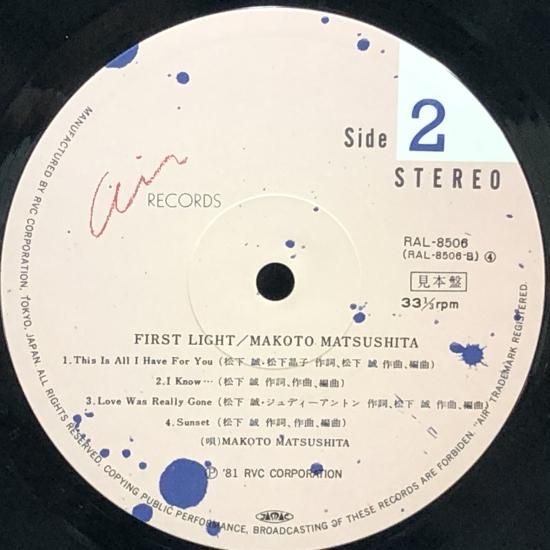 Side 2
STEREO
Air
RECORDS
RAL-8506
(RAL-8506-B) ④
見本盤
33⅓rpm
FIRST LIGHT/MAKOTO MATSUSHITA
1.This Is All I Have For You (松下 誠・松下晶子 作詞、松下 誠 作曲、編曲)
2.I Know… (松下 誠 作詞、作曲、編曲)
3.Love Was Really Gone (松下 誠・ジュディーアントン 作詞、松下 誠 作曲、編曲)
4.Sunset (松下 誠 作詞、作曲、編曲)
(唄)MAKOTO MATSUSHITA
Ⓟ '81 RVC CORPORATION
JASRAC
MANUFACTURED BY RVC CORPORATION, TOKYO, JAPAN. ALL RIGHTS RESERVED. COPYING PUBLIC PERFORMANCE, BROADCASTING OF THESE RECORDS ARE FORBIDDEN. "AIR" TRADEMARK REGISTERED.